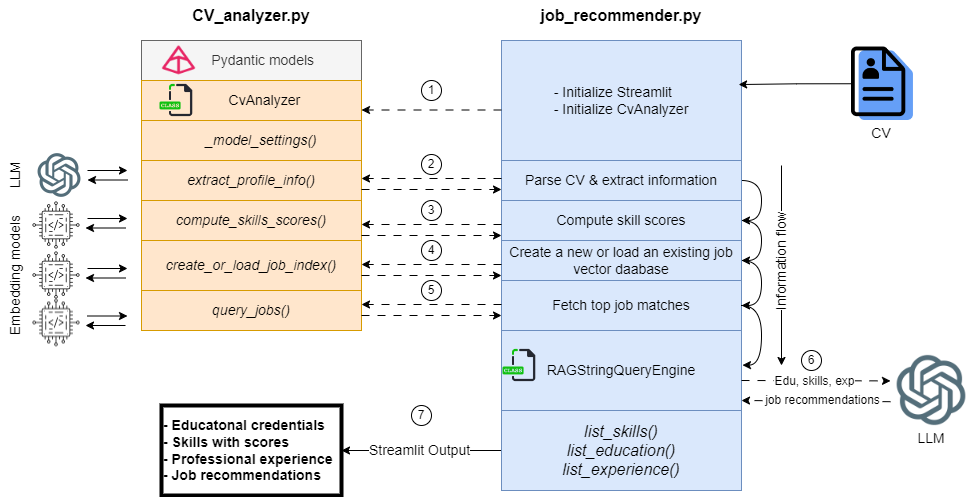 CV_analyzer.py
job_recommender.py
Pydantic models
CLASS
CvAnalyzer
_model_settings()
extract_profile_info()
compute_skills_scores()
create_or_load_job_index()
query_jobs()
LLM
Embedding models
1
2
3
4
5
- Initialize Streamlit
- Initialize CvAnalyzer
Parse CV & extract information
Compute skill scores
Create a new or load an existing job
vector daabase
Fetch top job matches
CLASS
RAGStringQueryEngine
list_skills()
list_education()
list_experience()
CV
information flow
6
Edu, skills, exp
job recommendations
LLM
7
Streamlit Output
- Educatonal credentials
- Skills with scores
- Professional experience
- Job recommendations